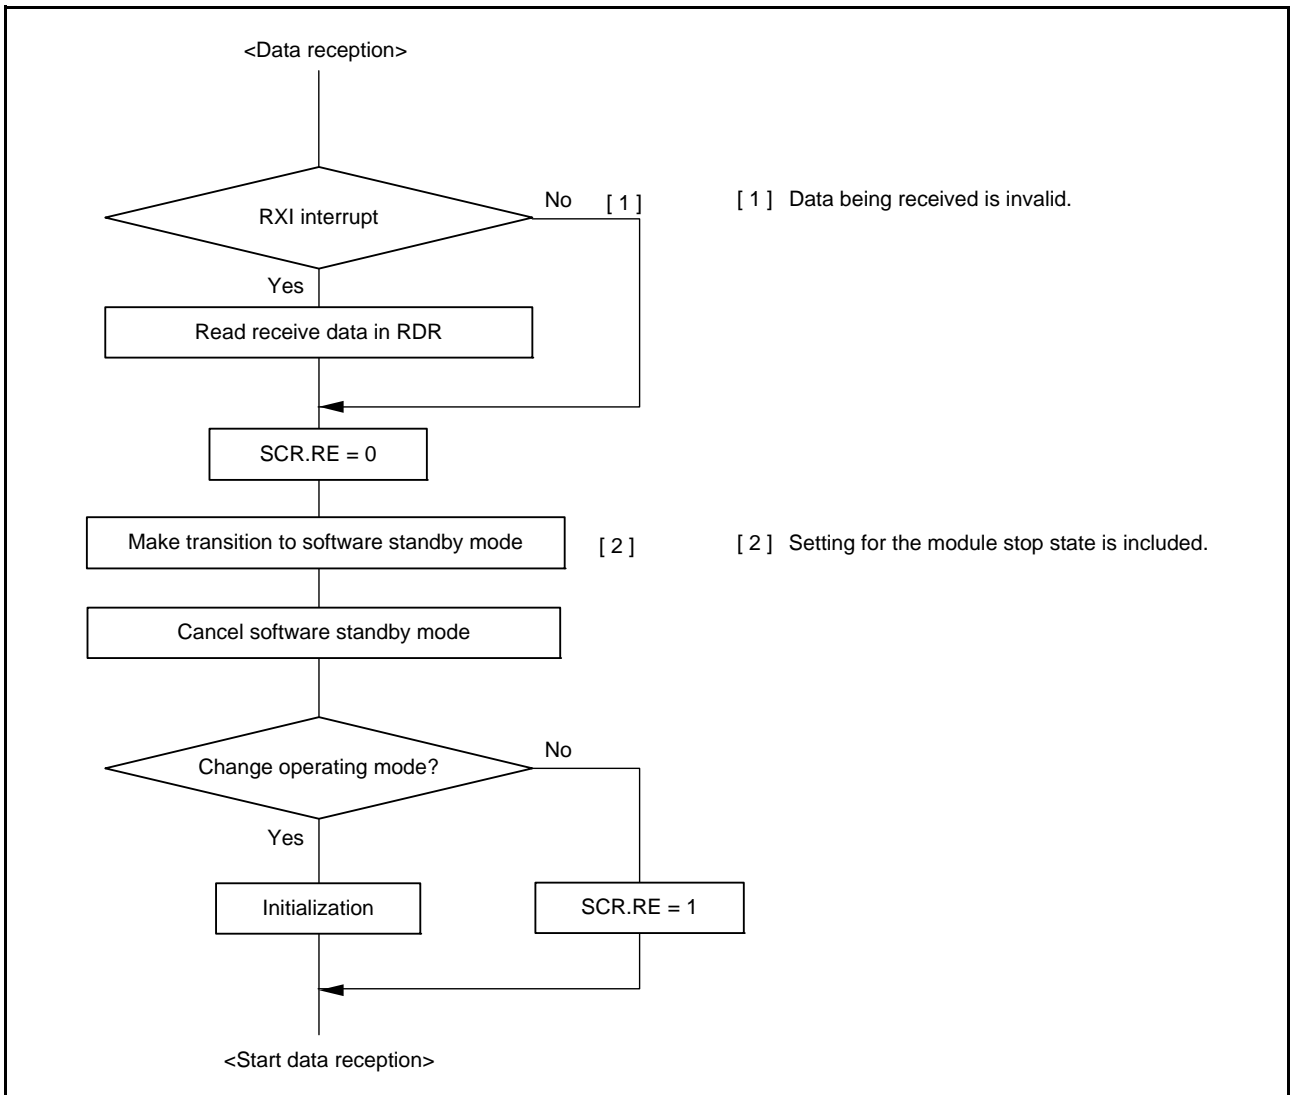 <Data reception>
RXI interrupt
No [ 1 ]
[ 1 ] Data being received is invalid.
Yes
Read receive data in RDR
SCR.RE = 0
Make transition to software standby mode
[ 2 ]
[ 2 ] Setting for the module stop state is included.
Cancel software standby mode
Change operating mode?
No
Yes
Initialization
SCR.RE = 1
<Start data reception>